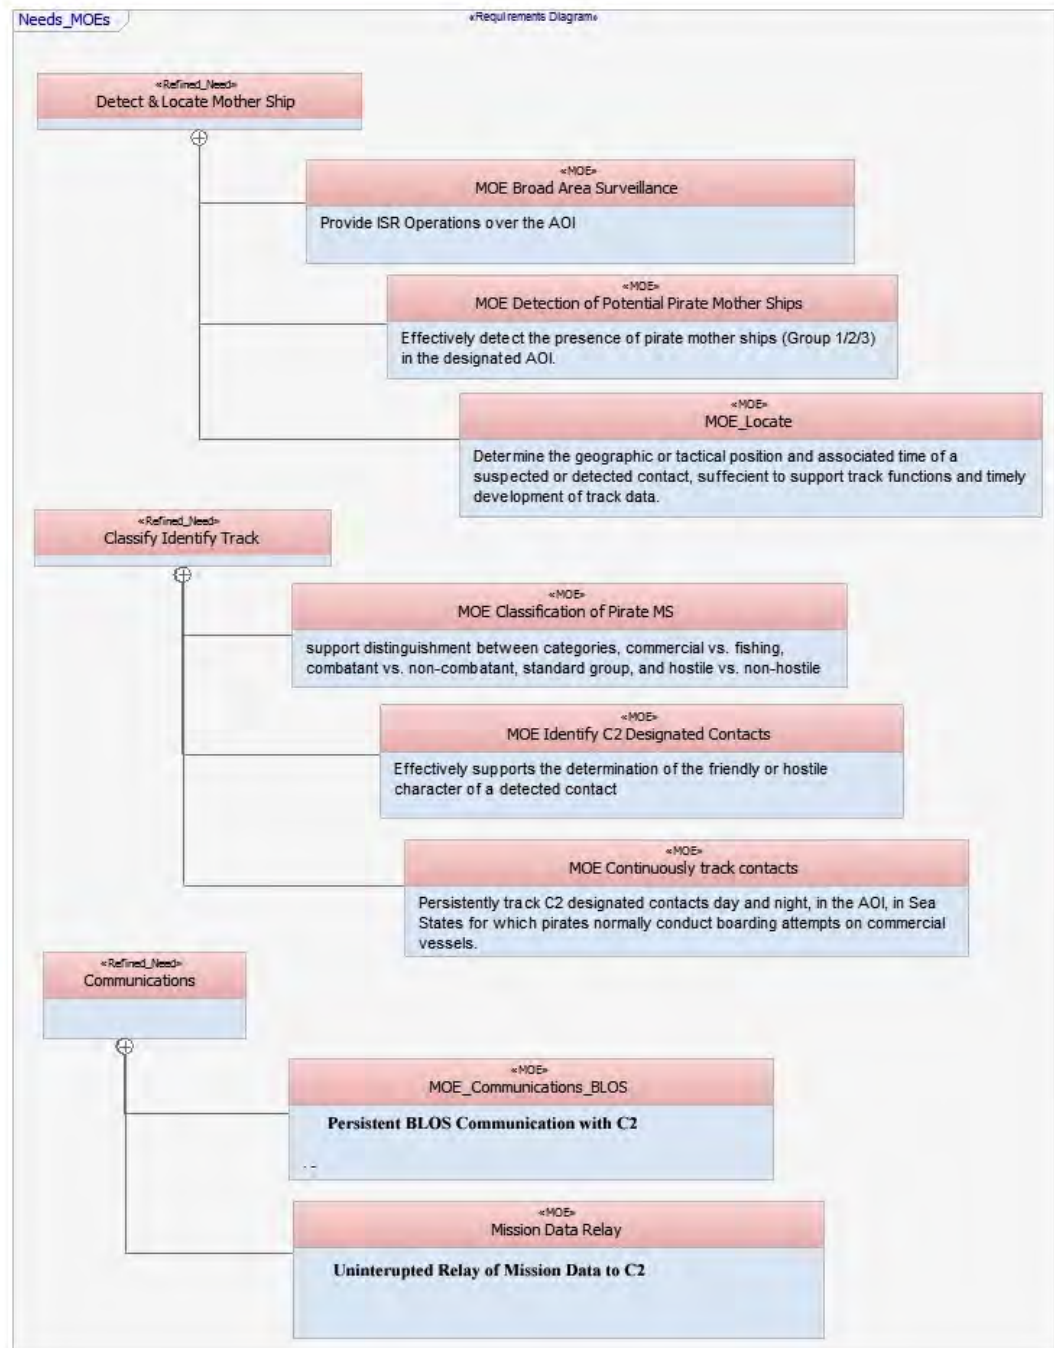 Needs_MOEs
«Requirements Diagram»
«Refined_Need»
Detect & Locate Mother Ship
«MOE»
MOE Broad Area Surveillance
Provide ISR Operations over the AOI
«MOE»
MOE Detection of Potential Pirate Mother Ships
Effectively detect the presence of pirate mother ships (Group 1/2/3)
in the designated AOI.
«MOE»
MOE_Locate
Determine the geographic or tactical position and associated time of a
suspected or detected contact, suffecient to support track functions and timely
development of track data.
«Refined_Need»
Classify Identify Track
«MOE»
MOE Classification of Pirate MS
support distinguishment between categories, commercial vs. fishing,
combatant vs. non-combatant, standard group, and hostile vs. non-hostile
«MOE»
MOE Identify C2 Designated Contacts
Effectively supports the determination of the friendly or hostile
character of a detected contact
«MOE»
MOE Continuously track contacts
Persistently track C2 designated contacts day and night, in the AOI, in Sea
States for which pirates normally conduct boarding attempts on commercial
vessels.
«Refined_Need»
Communications
«MOE»
MOE_Communications_BLOS
Persistent BLOS Communication with C2
«MOE»
Mission Data Relay
Uninterupted Relay of Mission Data to C2